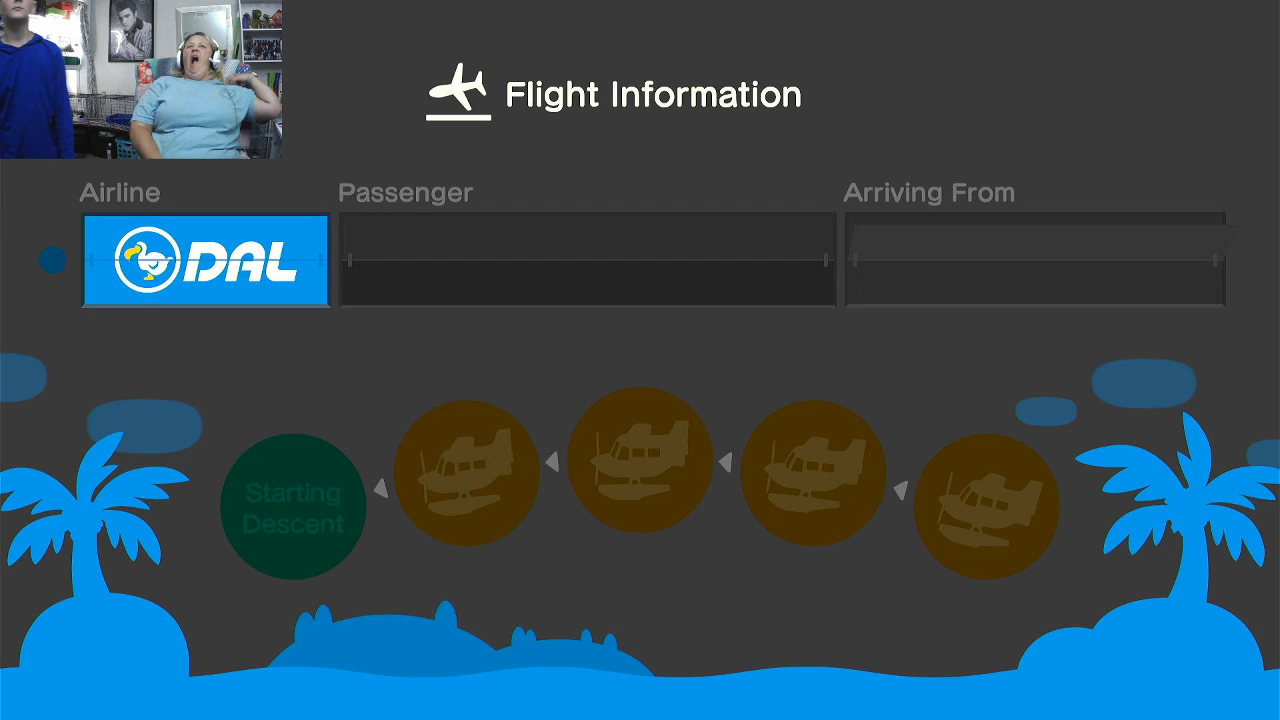 Flight Information
Airline
Passenger
Arriving From
DAL
Starting
Descent